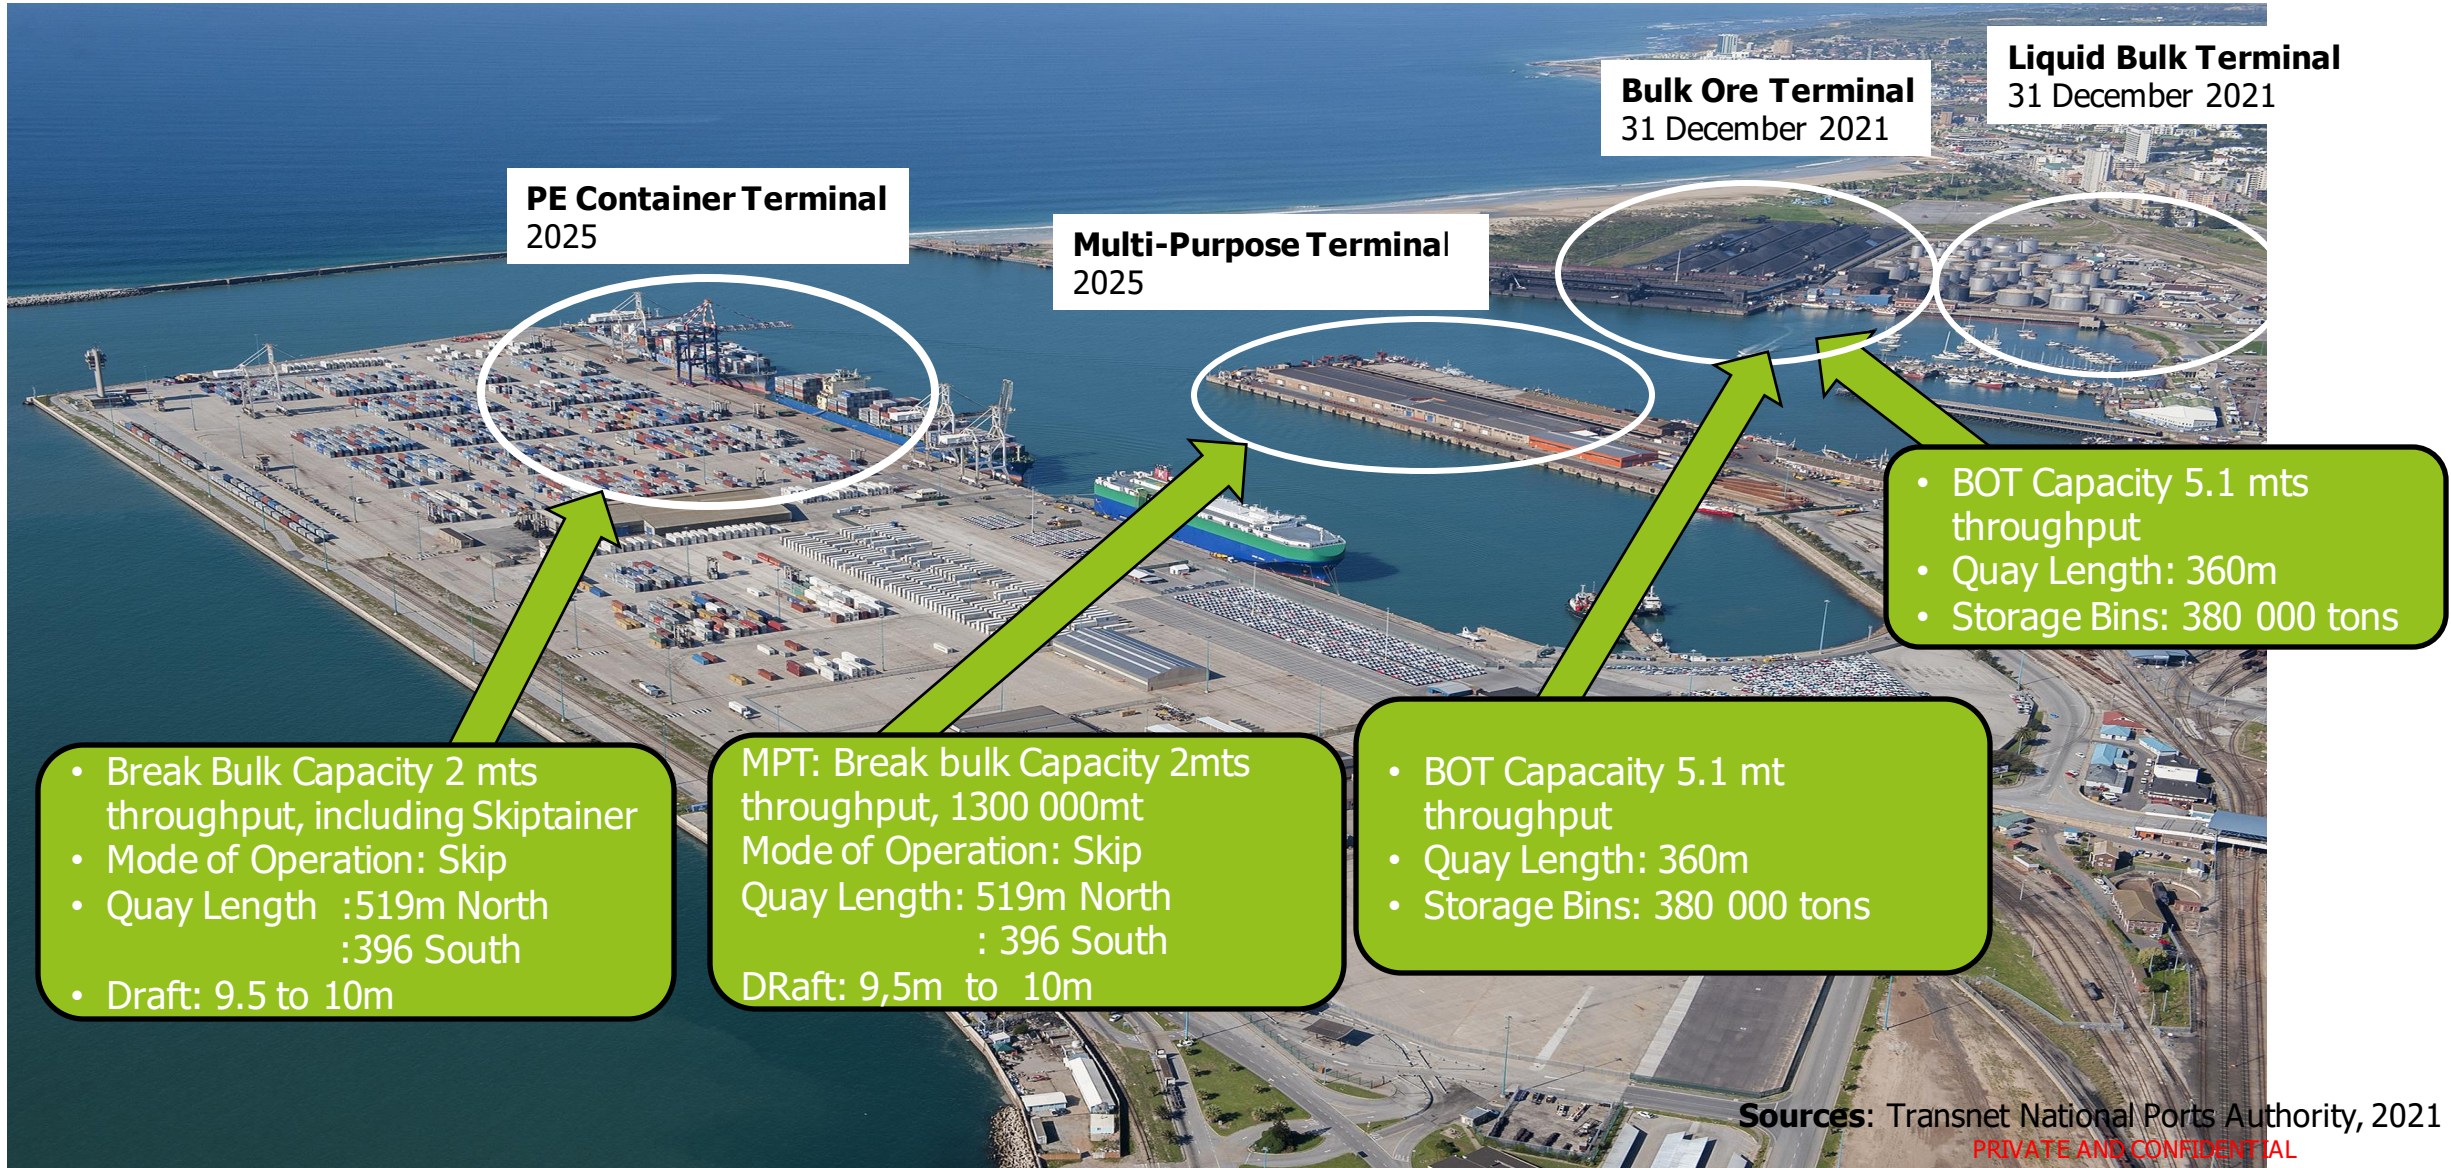 Liquid Bulk Terminal
31 December 2021
Bulk Ore Terminal
31 December 2021
PE Container Terminal
2025
Multi-Purpose Terminal
2025
• BOT Capacity 5.1 mts
throughput
• Quay Length: 360m
• Storage Bins: 380 000 tons
• Break Bulk Capacity 2 mts
throughput, including Skiptainer
• Mode of Operation: Skip
• Quay Length :519m North
:396 South
• Draft: 9.5 to 10m
MPT: Break bulk Capacity 2mts
throughput, 1300 000mt
Mode of Operation: Skip
Quay Length: 519m North
: 396 South
DRaft: 9,5m to 10m
• BOT Capacaity 5.1 mt
throughput
• Quay Length: 360m
• Storage Bins: 380 000 tons
Sources: Transnet National Ports Authority, 2021
PRIVATE AND CONFIDENTIAL